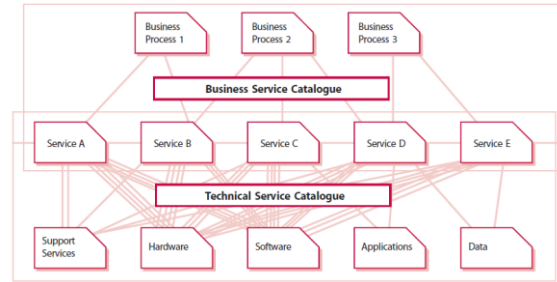 Business
Process 1
Business
Process 2
Business
Process 3
Business Service Catalogue
Service A
Service B
Service C
Service D
Service E
Technical Service Catalogue
Support
Services
Hardware
Software
Applications
Data